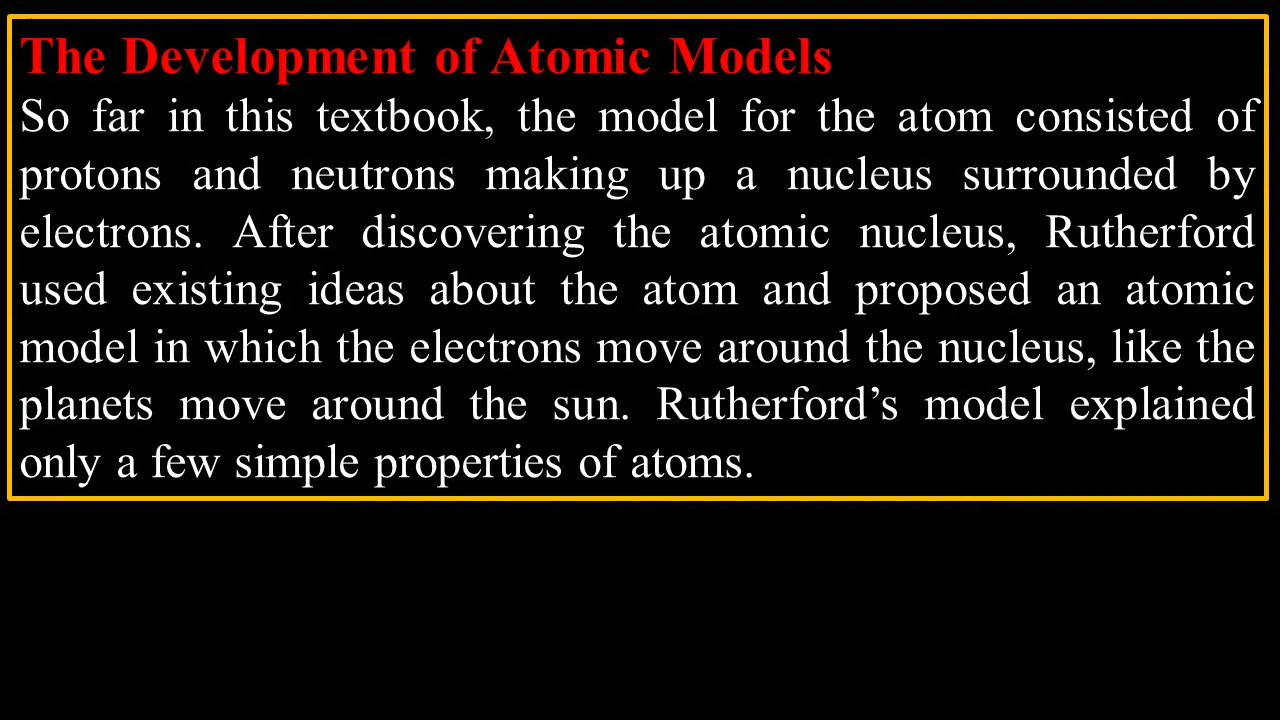 The Development of Atomic Models
So far in this textbook, the model for the atom consisted of
protons and neutrons making up a nucleus surrounded by
electrons. After discovering the atomic nucleus, Rutherford
used existing ideas about the atom and proposed an atomic
model in which the electrons move around the nucleus, like the
planets move around the sun. Rutherford’s model explained
only a few simple properties of atoms.